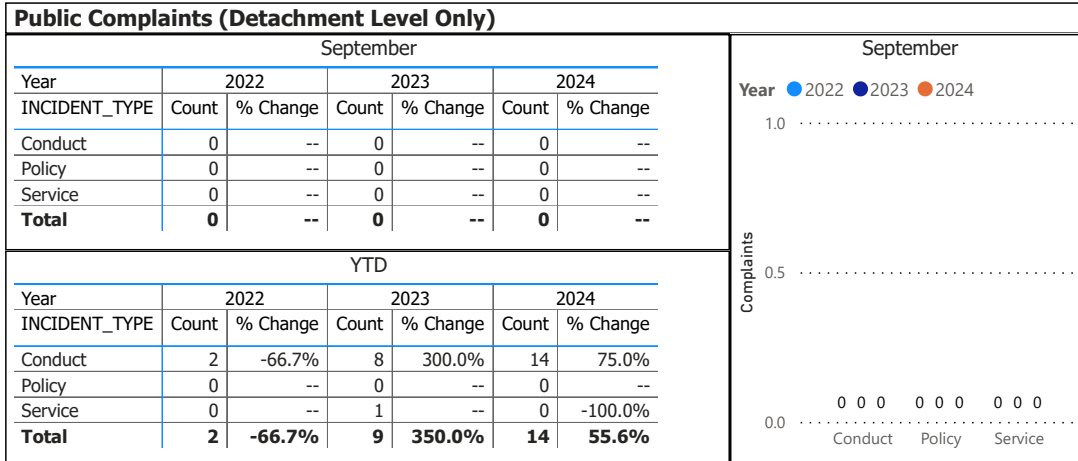 Public Complaints (Detachment Level Only)
September
Year 2022 2023 2024
INCIDENT_TYPE Count % Change Count % Change Count % Change
Conduct 0 -- 0 -- 0 --
Policy 0 -- 0 -- 0 --
Service 0 -- 0 -- 0 --
Total 0 -- 0 -- 0 --
YTD
Year 2022 2023 2024
INCIDENT_TYPE Count % Change Count % Change Count % Change
Conduct 2 -66.7% 8 300.0% 14 75.0%
Policy 0 -- 0 -- 0 --
Service 0 -- 1 -- 0 -100.0%
Total 2 -66.7% 9 350.0% 14 55.6%
September
Year 2022 2023 2024
1.0
Complaints
0.5
0 0 0 0 0 0 0 0 0
0.0
Conduct Policy Service